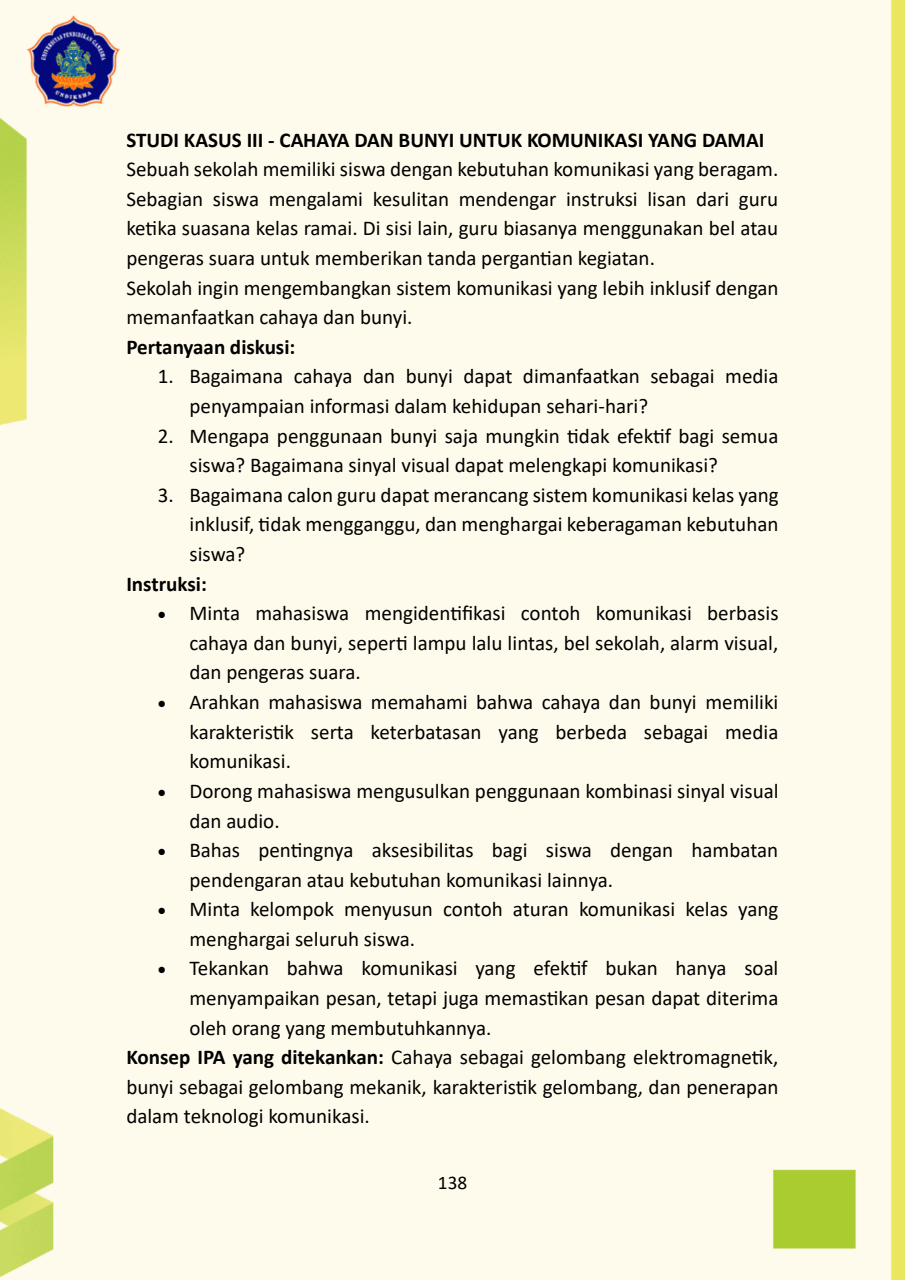 UNIVERSITAS PENDIDIKAN GANESHA
UNDIKSHA
STUDI KASUS III - CAHAYA DAN BUNYI UNTUK KOMUNIKASI YANG DAMAI
Sebuah sekolah memiliki siswa dengan kebutuhan komunikasi yang beragam.
Sebagian siswa mengalami kesulitan mendengar instruksi lisan dari guru
ketika suasana kelas ramai. Di sisi lain, guru biasanya menggunakan bel atau
pengeras suara untuk memberikan tanda pergantian kegiatan.
Sekolah ingin mengembangkan sistem komunikasi yang lebih inklusif dengan
memanfaatkan cahaya dan bunyi.
Pertanyaan diskusi:
1. Bagaimana cahaya dan bunyi dapat dimanfaatkan sebagai media
penyampaian informasi dalam kehidupan sehari-hari?
2. Mengapa penggunaan bunyi saja mungkin tidak efektif bagi semua
siswa? Bagaimana sinyal visual dapat melengkapi komunikasi?
3. Bagaimana calon guru dapat merancang sistem komunikasi kelas yang
inklusif, tidak mengganggu, dan menghargai keberagaman kebutuhan
siswa?
Instruksi:
• Minta mahasiswa mengidentifikasi contoh komunikasi berbasis
cahaya dan bunyi, seperti lampu lalu lintas, bel sekolah, alarm visual,
dan pengeras suara.
• Arahkan mahasiswa memahami bahwa cahaya dan bunyi memiliki
karakteristik serta keterbatasan yang berbeda sebagai media
komunikasi.
• Dorong mahasiswa mengusulkan penggunaan kombinasi sinyal visual
dan audio.
• Bahas pentingnya aksesibilitas bagi siswa dengan hambatan
pendengaran atau kebutuhan komunikasi lainnya.
• Minta kelompok menyusun contoh aturan komunikasi kelas yang
menghargai seluruh siswa.
• Tekankan bahwa komunikasi yang efektif bukan hanya soal
menyampaikan pesan, tetapi juga memastikan pesan dapat diterima
oleh orang yang membutuhkannya.
Konsep IPA yang ditekankan: Cahaya sebagai gelombang elektromagnetik,
bunyi sebagai gelombang mekanik, karakteristik gelombang, dan penerapan
dalam teknologi komunikasi.
138